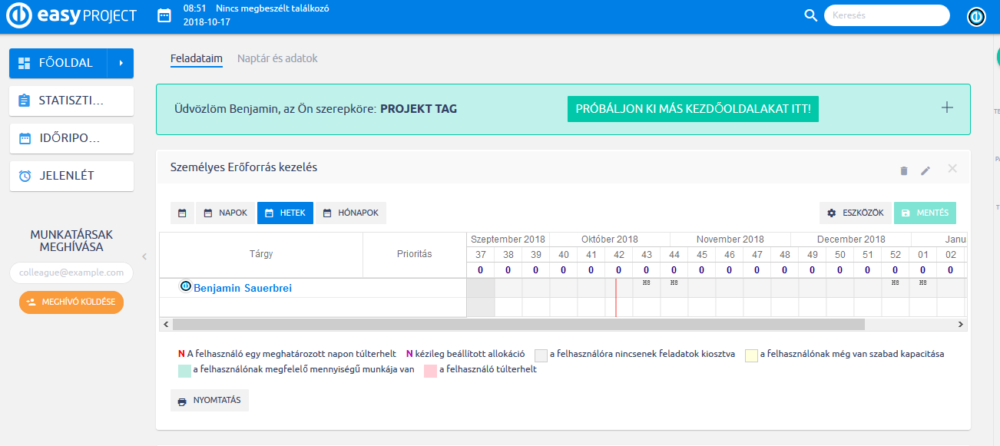 easy PROJECT
08:51 Nincs megbeszélt találkozó
2018-10-17
Keresés
FŐOLDAL
STATISZTI...
IDŐRIPO...
JELENLÉT
MUNKATÁRSAK
MEGHÍVÁSA
colleague@example.com
MEGHÍVÓ KÜLDÉSE
Feladataim Naptár és adatok
Üdvözlöm Benjamin, az Ön szerepköre: PROJEKT TAG
PRÓBÁLJON KI MÁS KEZDŐOLDALAKAT ITT!
Személyes Erőforrás kezelés
NAPOK HETEK HÓNAPOK ESZKÖZÖK MENTÉS
Tárgy Prioritás
Szeptember 2018 Október 2018 November 2018 December 2018 Janu
37 38 39 40 41 42 43 44 45 46 47 48 49 50 51 52 01 02
0 0 0 0 0 0 0 0 0 0 0 0 0 0 0 0 0 0
Benjamin Sauerbrei
H8 H8 H8 H8
N A felhasználó egy meghatározott napon túlterhelt N kézileg beállított allokáció a felhasználóra nincsenek feladatok kiosztva a felhasználónak még van szabad kapacitása
a felhasználónak megfelelő mennyiségű munkája van a felhasználó túlterhelt
NYOMTATÁS